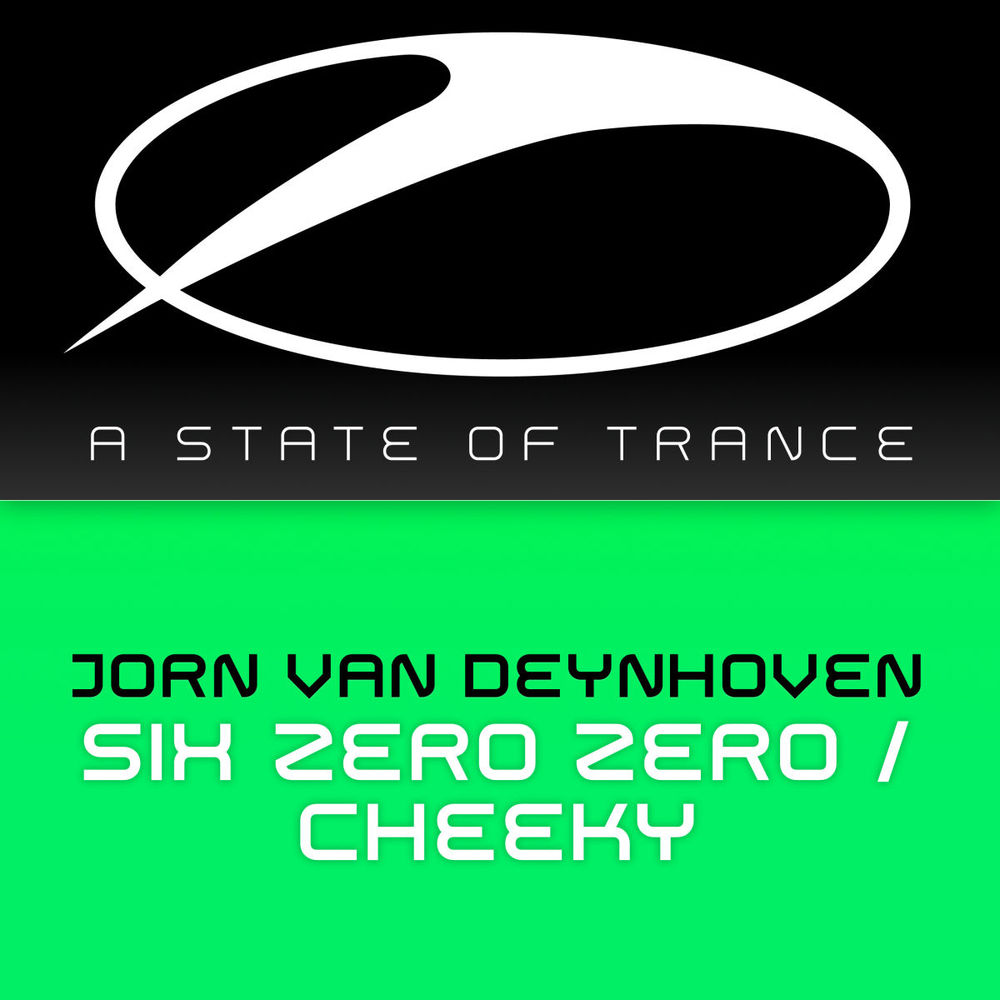 A STATE OF TRANCE
JORN VAN DEYNHOVEN
SIX ZERO ZERO /
CHEEKY